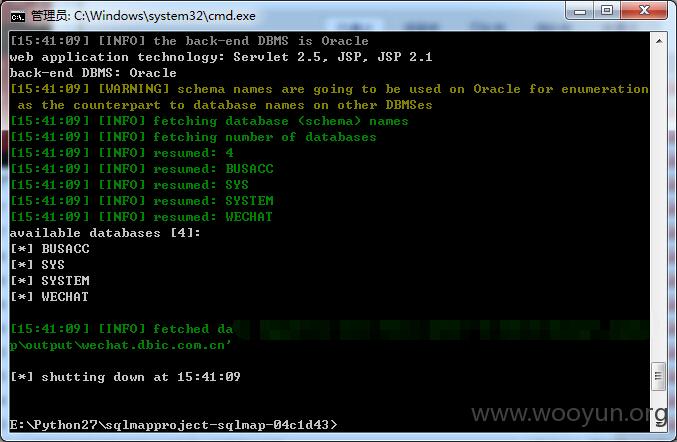 管理员: C:\Windows\system32\cmd.exe
[15:41:09] [INFO] the back-end DBMS is Oracle
web application technology: Servlet 2.5, JSP, JSP 2.1
back-end DBMS: Oracle
[15:41:09] [WARNING] schema names are going to be used on Oracle for enumeration
as the counterpart to database names on other DBMSes
[15:41:09] [INFO] fetching database (schema) names
[15:41:09] [INFO] fetching number of databases
[15:41:09] [INFO] resumed: 4
[15:41:09] [INFO] resumed: BUSACC
[15:41:09] [INFO] resumed: SYS
[15:41:09] [INFO] resumed: SYSTEM
[15:41:09] [INFO] resumed: WECHAT
available databases [4]:
[*] BUSACC
[*] SYS
[*] SYSTEM
[*] WECHAT
[15:41:09] [INFO] fetched da
p\output\wechat.dbic.com.cn'
[*] shutting down at 15:41:09
E:\Python27\sqlmapproject-sqlmap-04c1d43>
www.wooyun.org